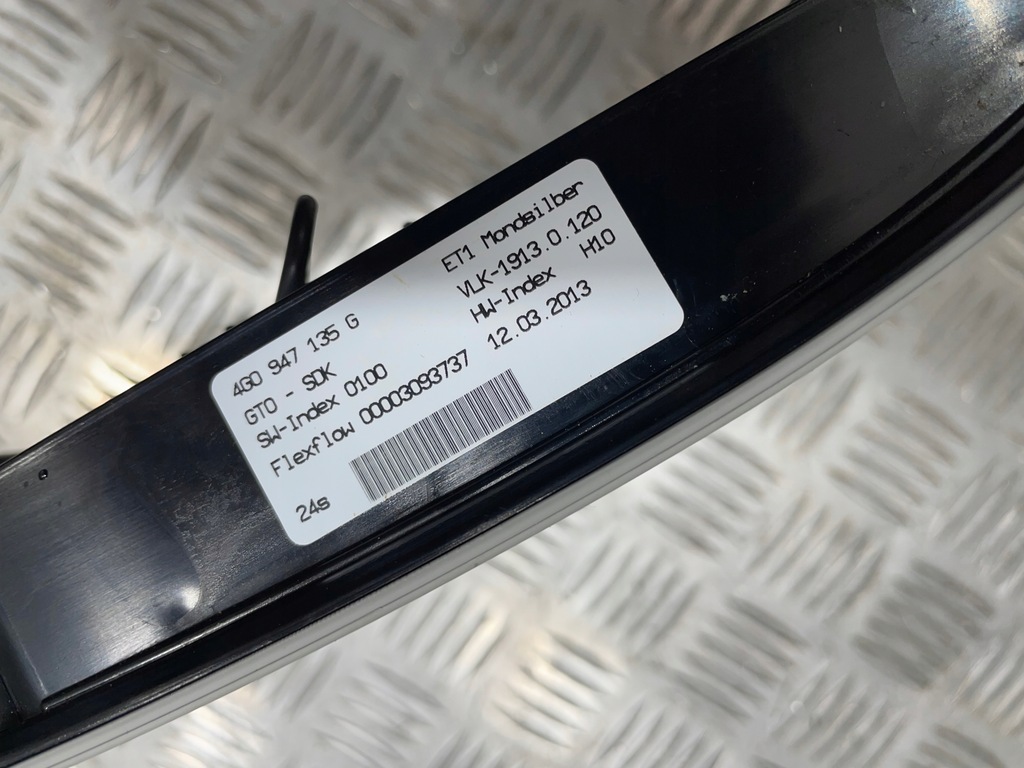 4G0 947 135 G ET1 Mondsilber
GTO - SDK VLK-1913.0.120
SW-Index 0100 HW-Index H10
Flexflow 00003093737 12.03.2013
24s